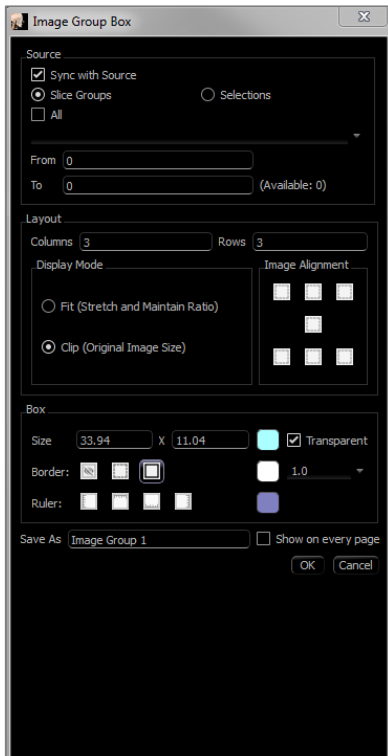 Image Group Box
Source
Sync with Source
Slice Groups Selections
All
From 0
To 0 (Available: 0)
Layout
Columns 3 Rows 3
Display Mode Image Alignment
Fit (Stretch and Maintain Ratio)
Clip (Original Image Size)
Box
Size 33.94 X 11.04 Transparent
Border: 1.0
Ruler:
Save As Image Group 1 Show on every page
OK Cancel